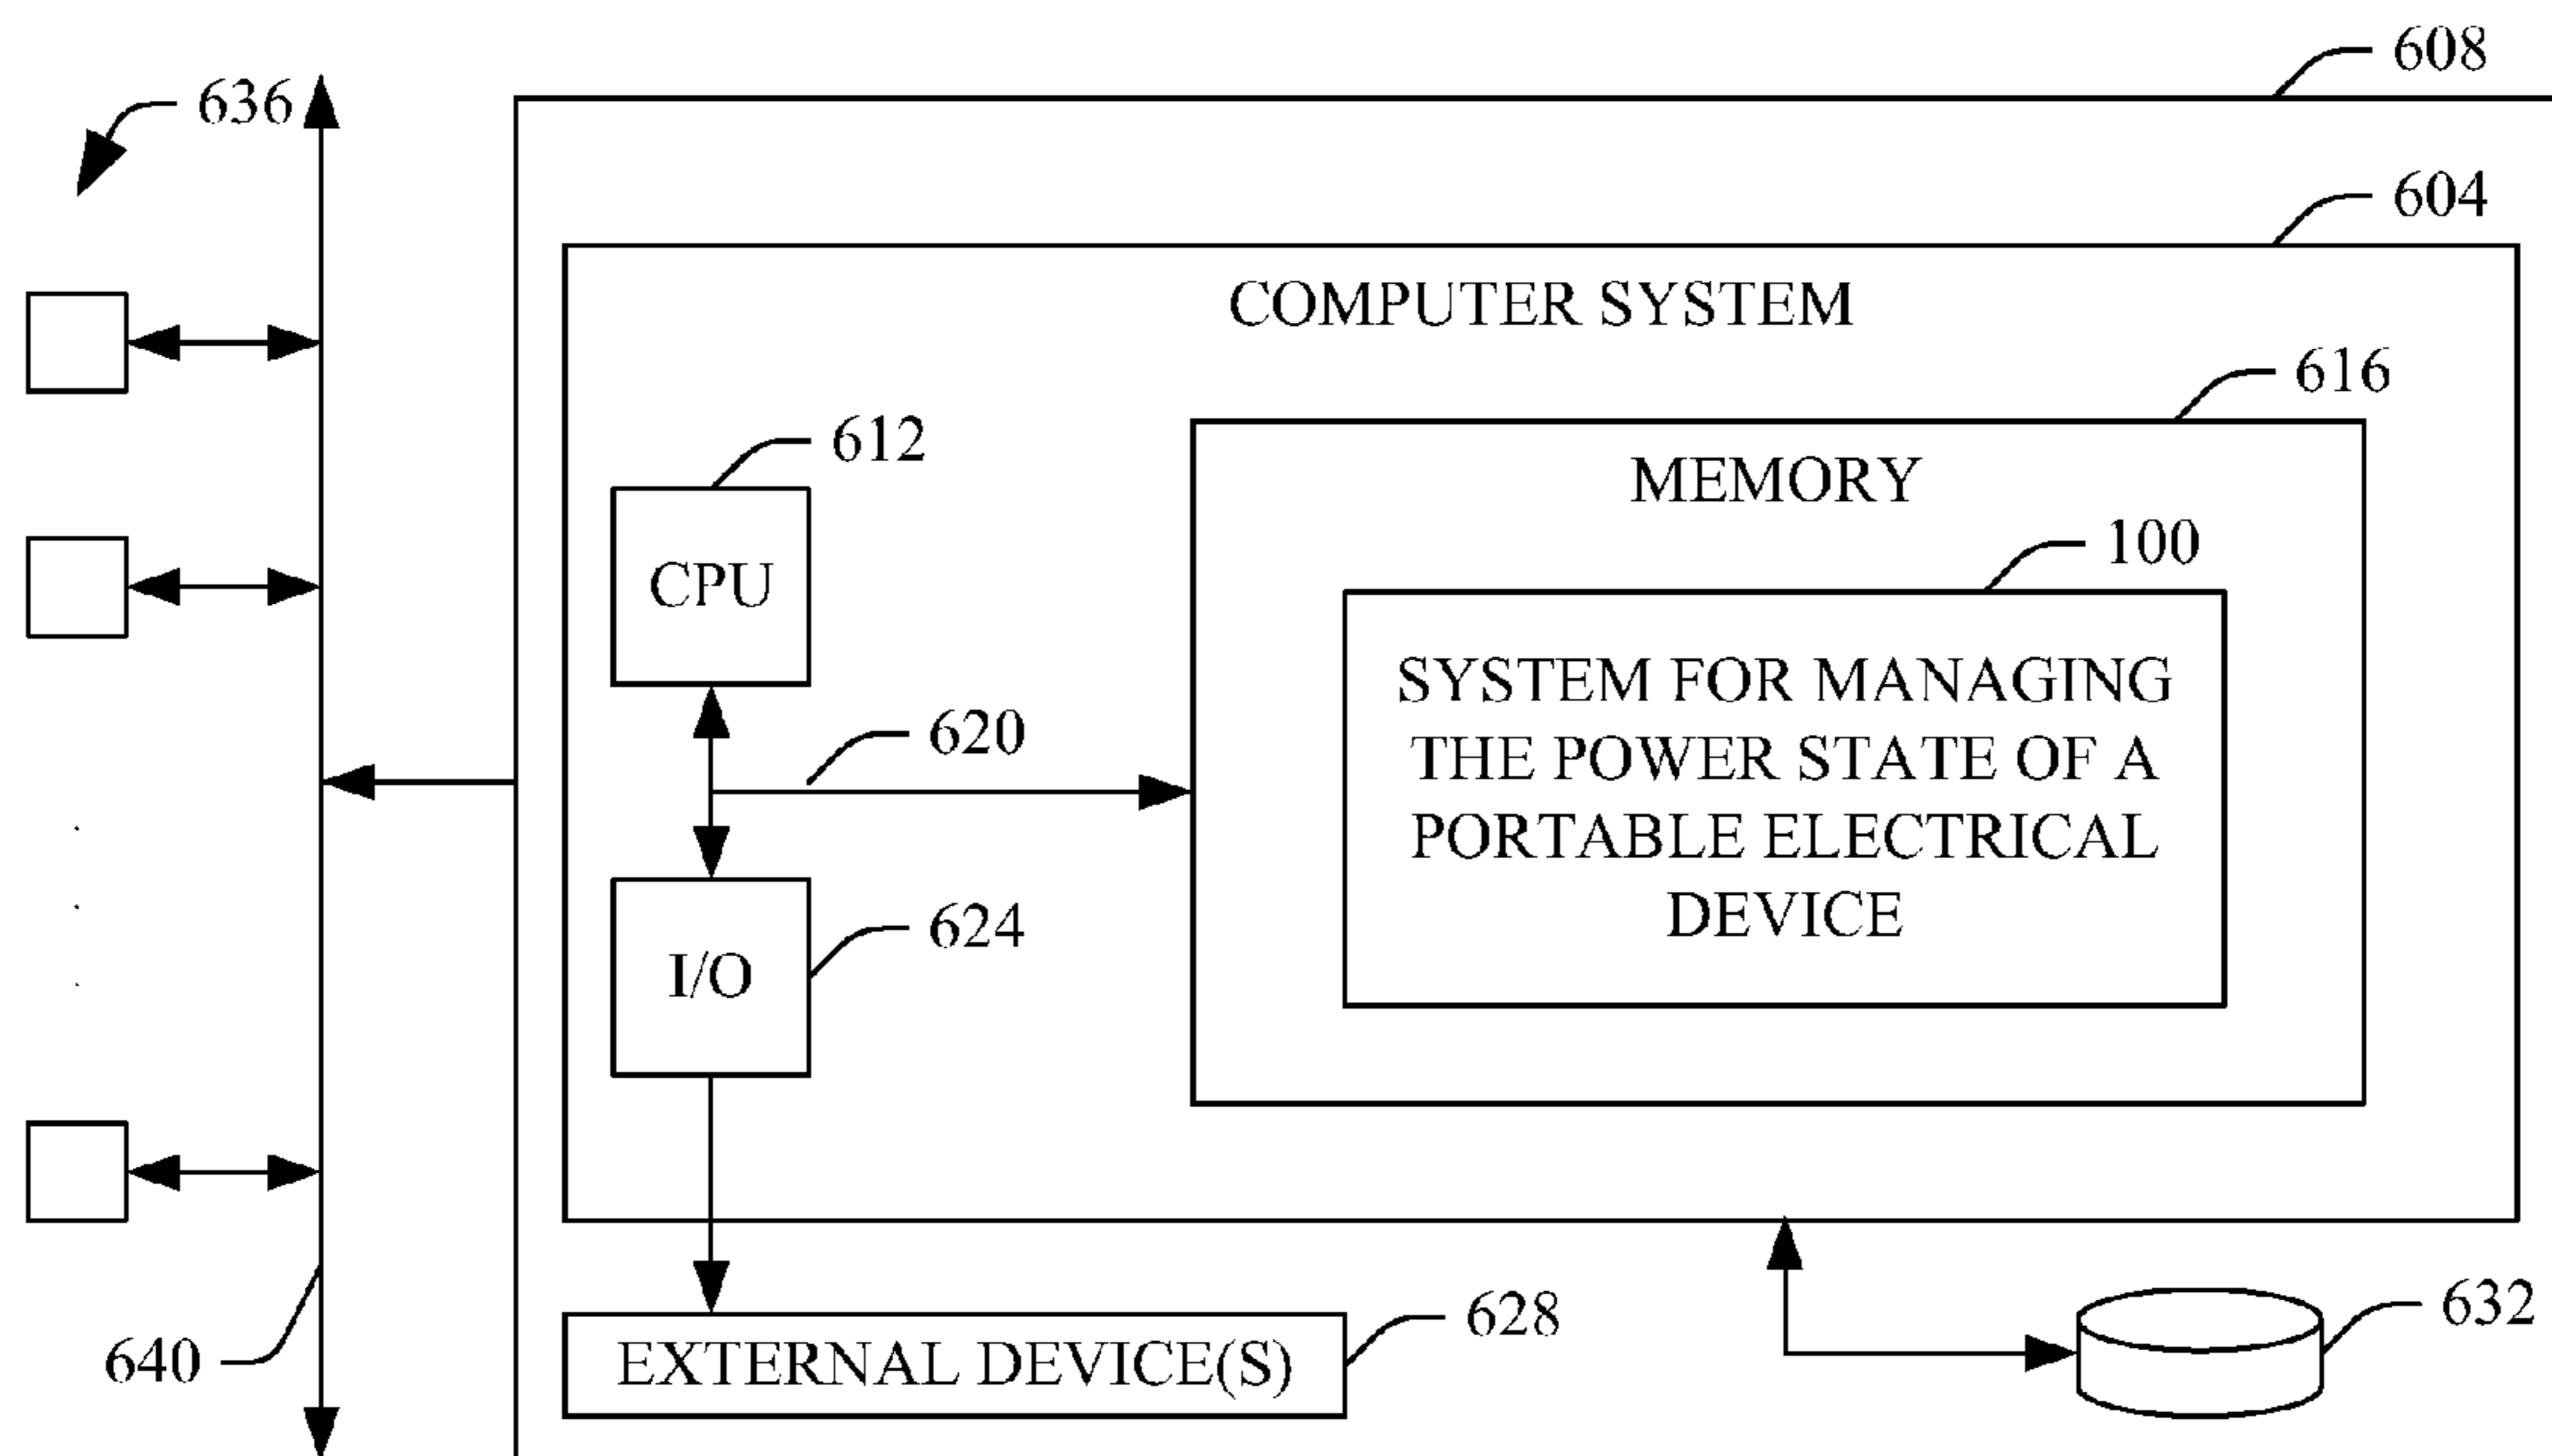 608
636
604
COMPUTER SYSTEM
616
612
MEMORY
100
CPU
SYSTEM FOR MANAGING
THE POWER STATE OF A
PORTABLE ELECTRICAL
DEVICE
620
624
I/O
628
632
EXTERNAL DEVICE(S)
640